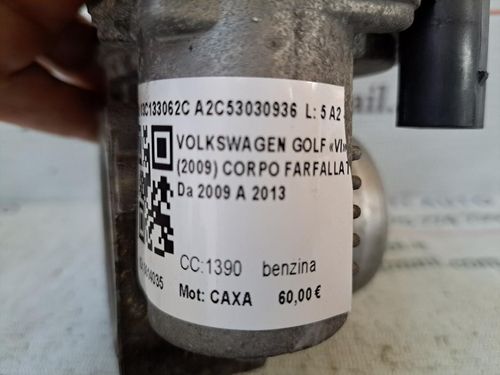 03C133062C A2C53030936 L: 5 A2
VOLKSWAGEN GOLF «VI»
(2009) CORPO FARFALLA
Da 2009 A 2013
CC:1390 benzina
Mot: CAXA 60,00 €